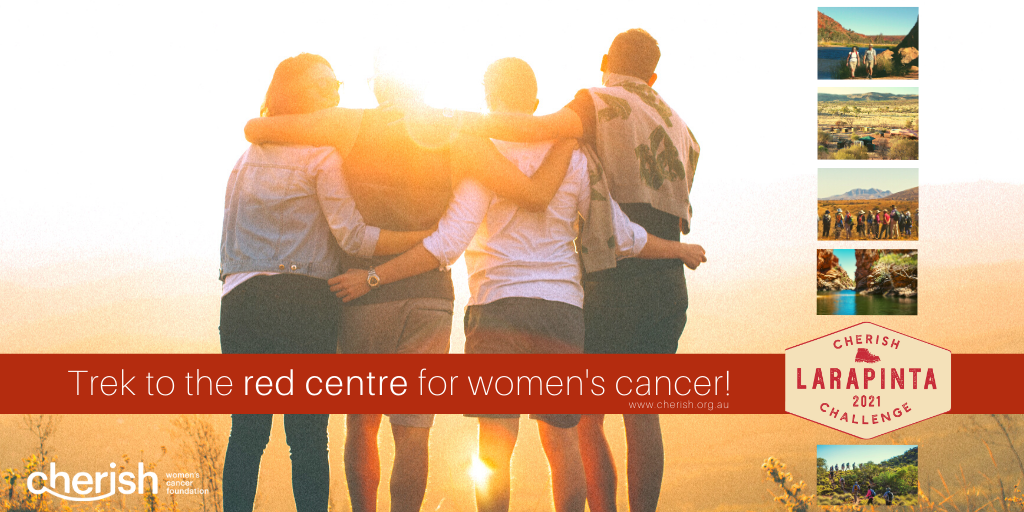 Trek to the red centre for women's cancer!
www.cherish.org.au
CHERISH
LARAPINTA
2021
CHALLENGE
cherish
women's
cancer
foundation